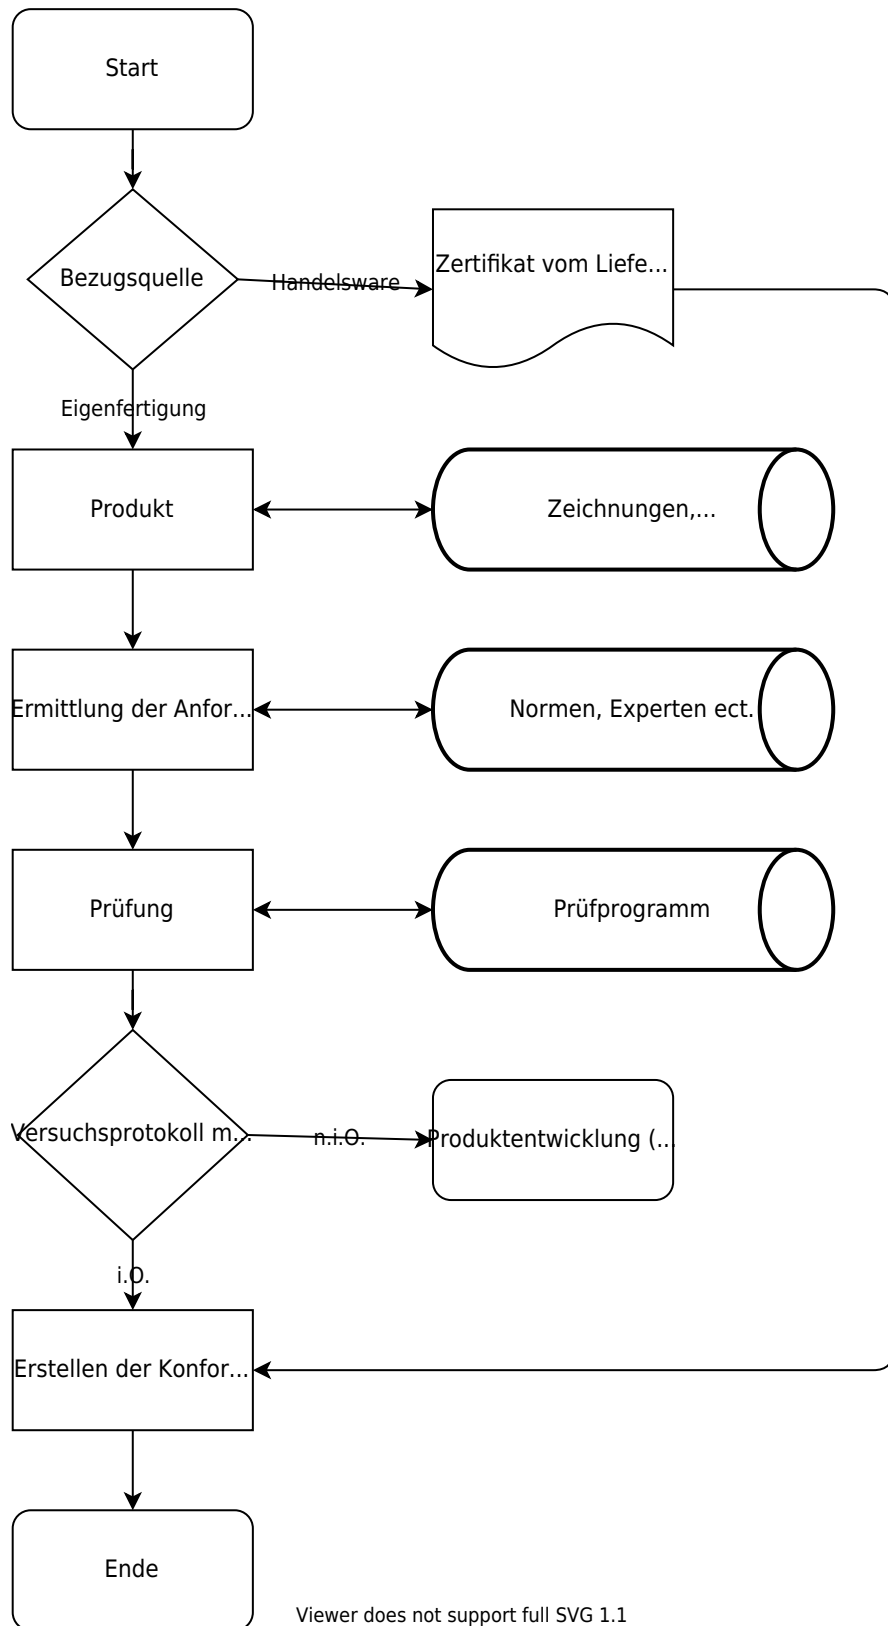 Start
Bezugsquelle
Handelsware
Zertifikat vom Liefe...
Eigenfertigung
Produkt
Zeichnungen,...
Ermittlung der Anfor...
Normen, Experten ect.
Prüfung
Prüfprogramm
Versuchsprotokoll m...
n.i.O.
Produktentwicklung (...
i.O.
Erstellen der Konfor...
Ende
Viewer does not support full SVG 1.1